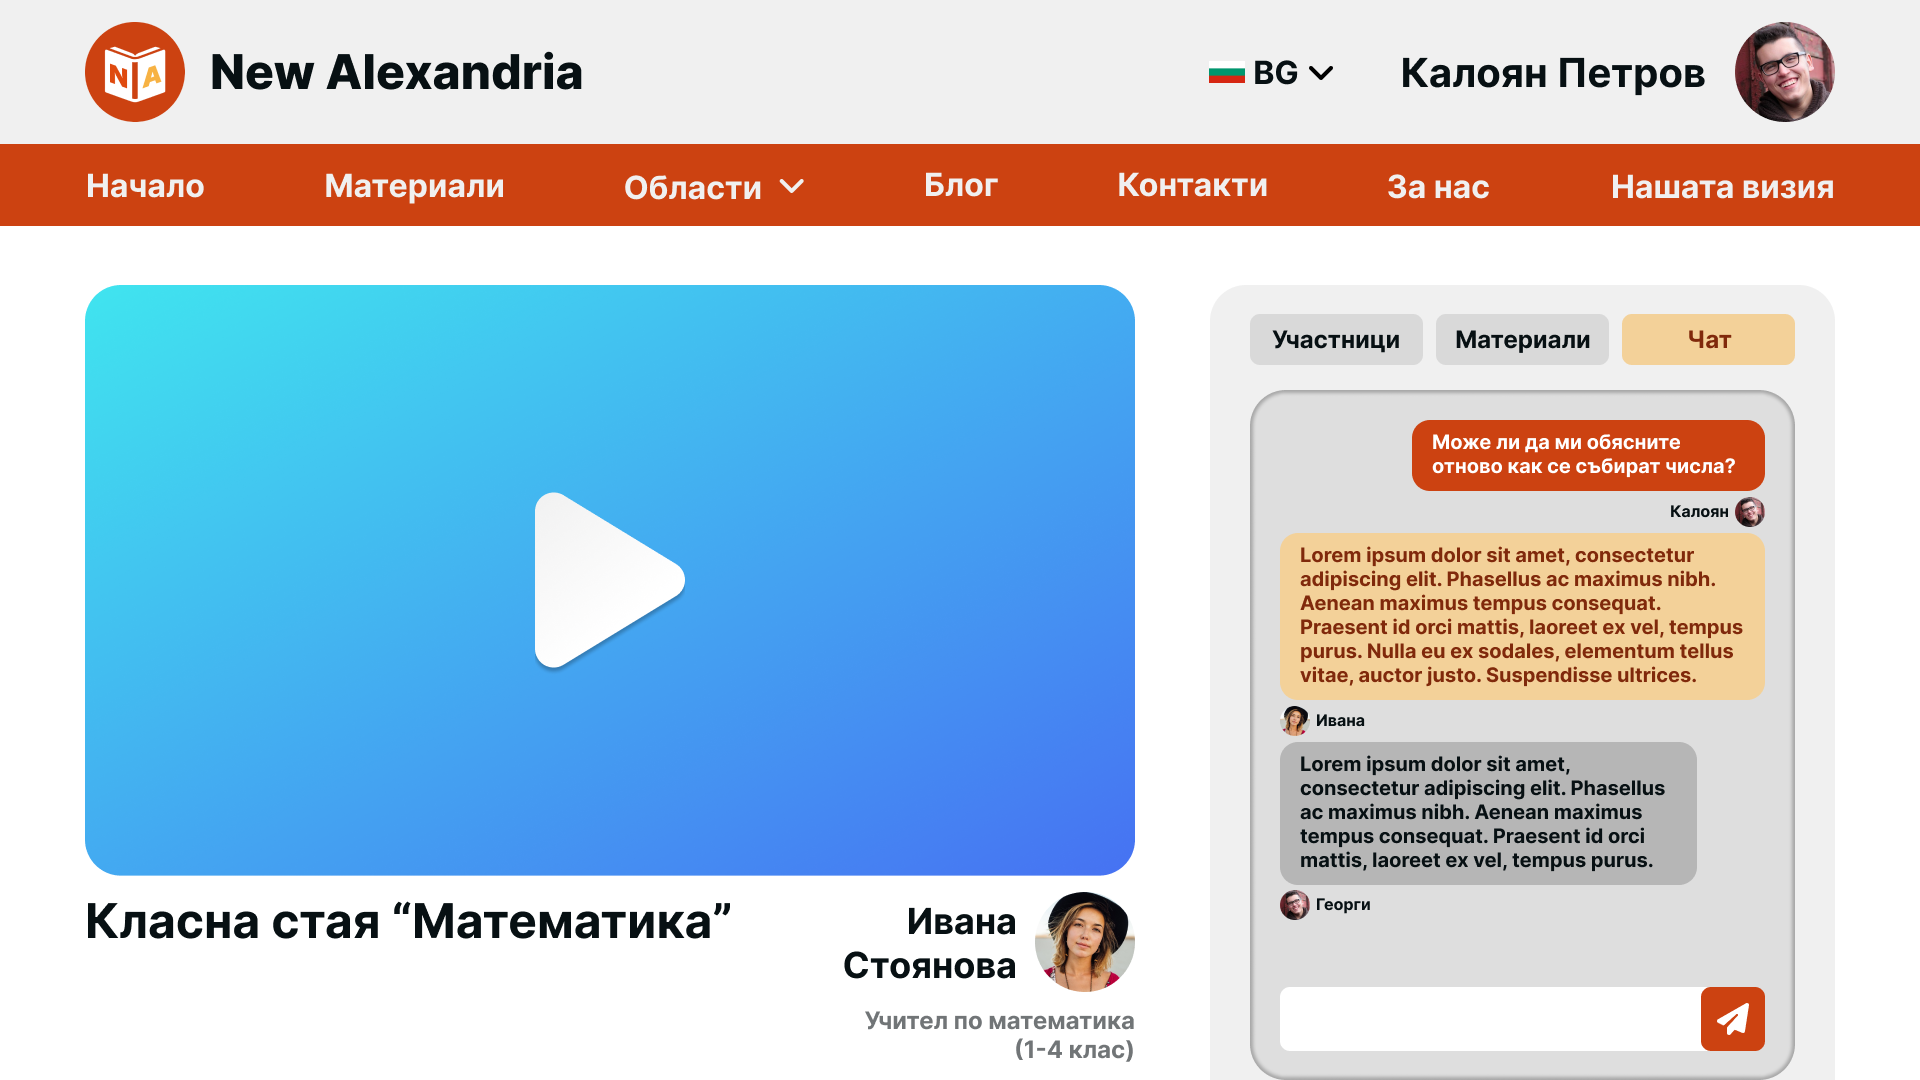 NA
New Alexandria
BG
Калоян Петров
Начало
Материали
Области
Блог
Контакти
За нас
Нашата визия
Класна стая “Математика”
Ивана
Стоянова
Учител по математика
(1-4 клас)
Участници
Материали
Чат
Може ли да ми обясните
отново как се събират числа?
Калоян
Lorem ipsum dolor sit amet, consectetur
adipiscing elit. Phasellus ac maximus nibh.
Aenean maximus tempus consequat.
Praesent id orci mattis, laoreet ex vel, tempus
purus. Nulla eu ex sodales, elementum tellus
vitae, auctor justo. Suspendisse ultrices.
Ивана
Lorem ipsum dolor sit amet,
consectetur adipiscing elit. Phasellus
ac maximus nibh. Aenean maximus
tempus consequat. Praesent id orci
mattis, laoreet ex vel, tempus purus.
Георги